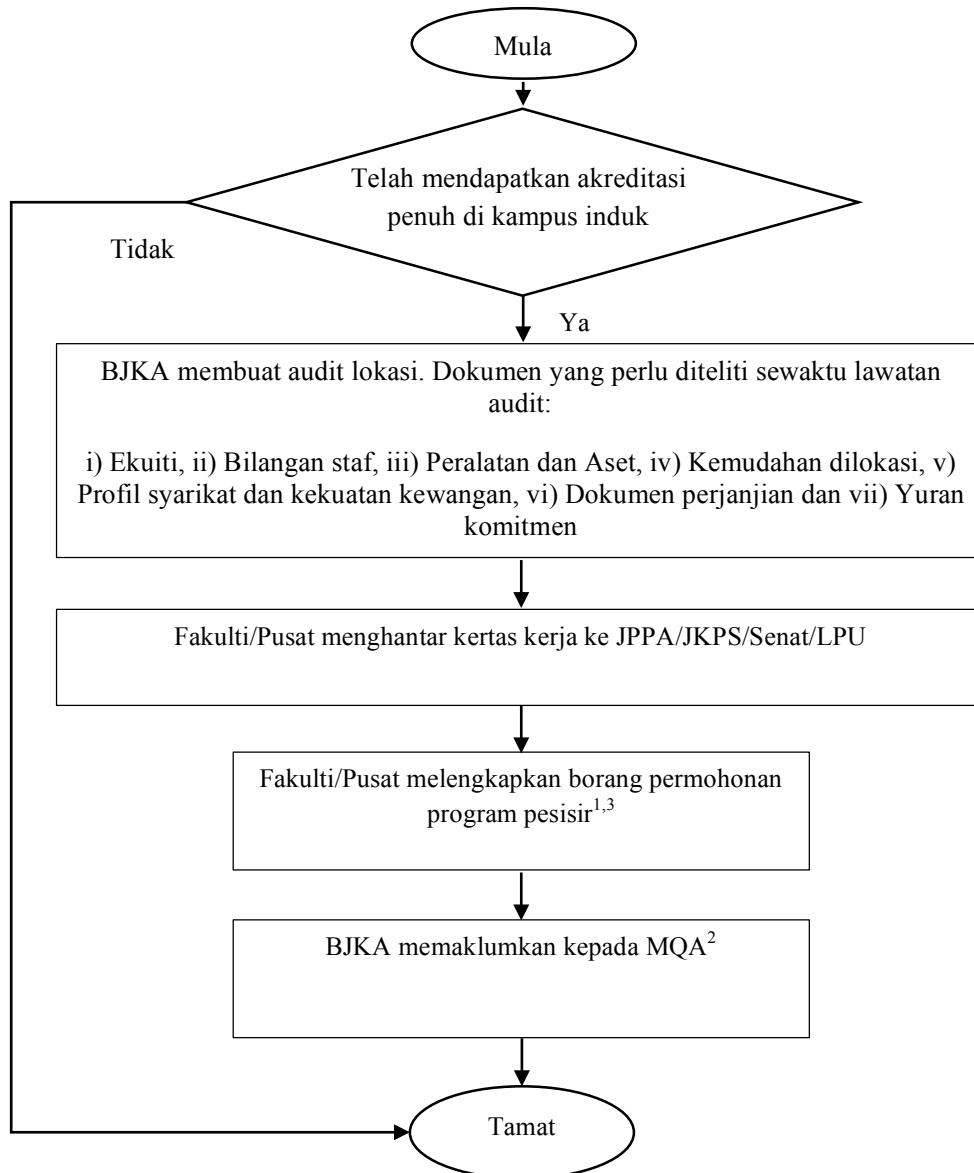 Mula
Telah mendapatkan akreditasi
penuh di kampus induk
Tidak
Ya
BJKA membuat audit lokasi. Dokumen yang perlu diteliti sewaktu lawatan
audit:
i) Ekuiti, ii) Bilangan staf, iii) Peralatan dan Aset, iv) Kemudahan dilokasi, v)
Profil syarikat dan kekuatan kewangan, vi) Dokumen perjanjian dan vii) Yuran
komitmen
Fakulti/Pusat menghantar kertas kerja ke JPPA/JKPS/Senat/LPU
Fakulti/Pusat melengkapkan borang permohonan
program pesisir1,3
BJKA memaklumkan kepada MQA2
Tamat